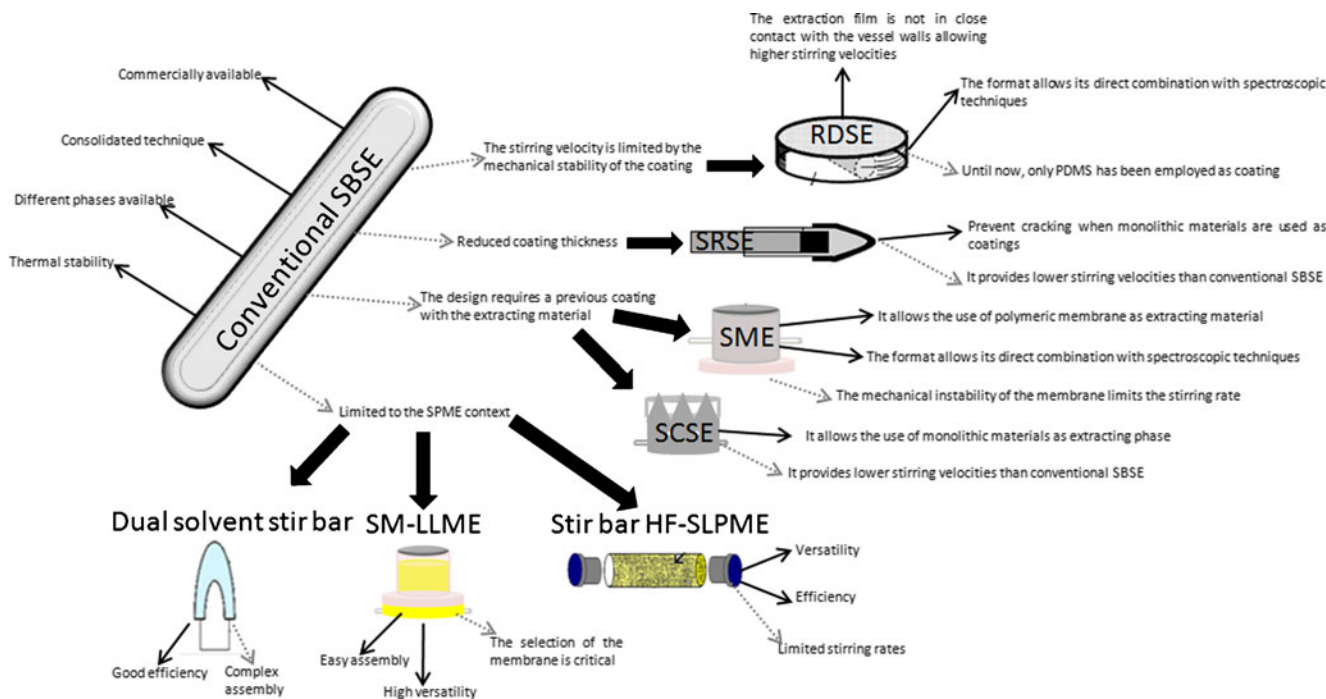 The extraction film is not in close
contact with the vessel walls allowing
higher stirring velocities
Commercially available
The format allows its direct combination with spectroscopic
techniques
Consolidated technique
RDSE
The stirring velocity is limited by the
mechanical stability of the coating
Until now, only PDMS has been employed as coating
Different phases available
Conventional SBSE
Thermal stability
Reduced coating thickness
SRSE
Prevent cracking when monolithic materials are used as
coatings
It provides lower stirring velocities than conventional SBSE
The design requires a previous coating
with the extracting material
SME
It allows the use of polymeric membrane as extracting material
The format allows its direct combination with spectroscopic techniques
The mechanical instability of the membrane limits the stirring rate
Limited to the SPME context
SCSE
It allows the use of monolithic materials as extracting phase
It provides lower stirring velocities than conventional SBSE
Dual solvent stir bar
SM-LLME
Stir bar HF-SLPME
Versatility
Efficiency
Limited stirring rates
Good efficiency
Complex
assembly
Easy assembly
High versatility
The selection of the
membrane is critical